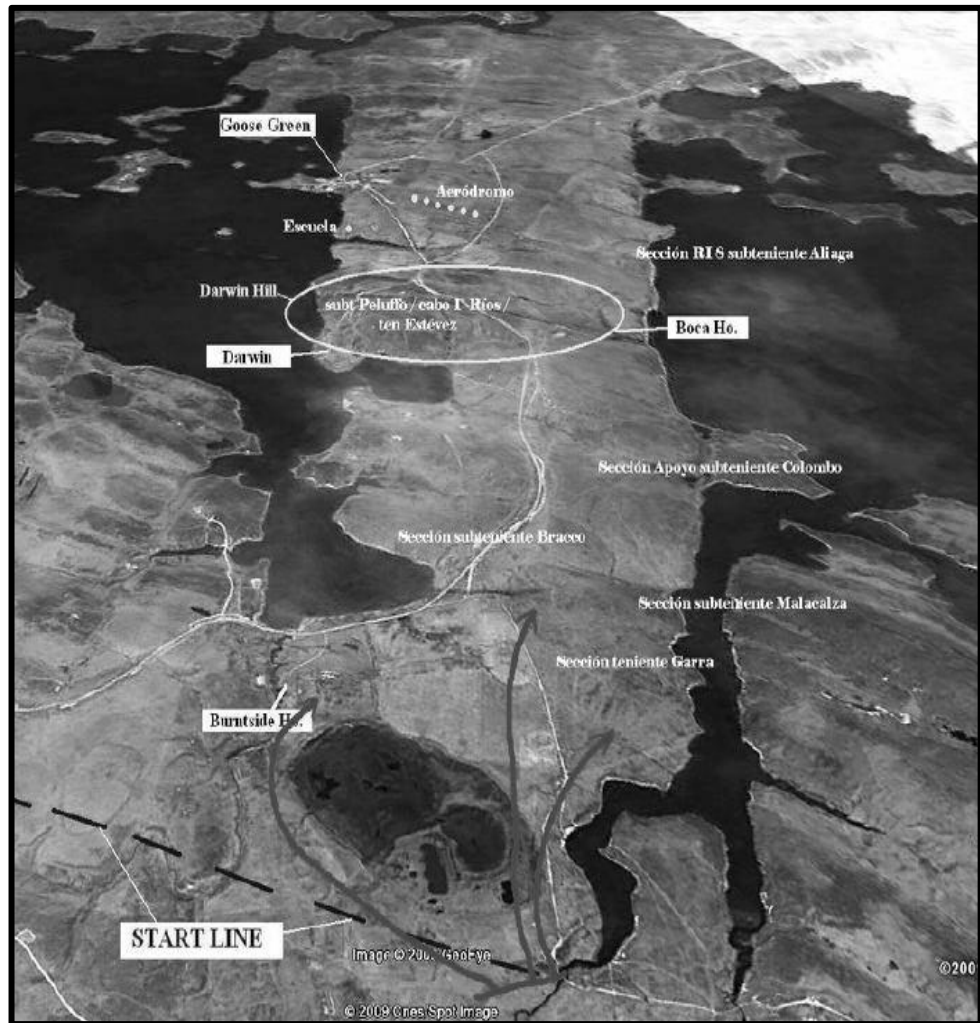 Goose Green
Aeródromo
Escuela
Sección RI 8 subteniente Aliaga
Darwin Hill
subt Peluffo/cabo 1º Ríos/
ten Estévez
Boca Ho.
Darwin
Sección Apoyo subteniente Colombo
Sección subteniente Bracco
Sección subteniente Malacalza
Sección teniente Garra
Burntside Ho.
START LINE
Image © 2009 GeoEye
©200
© 2009 Cnes/Spot Image